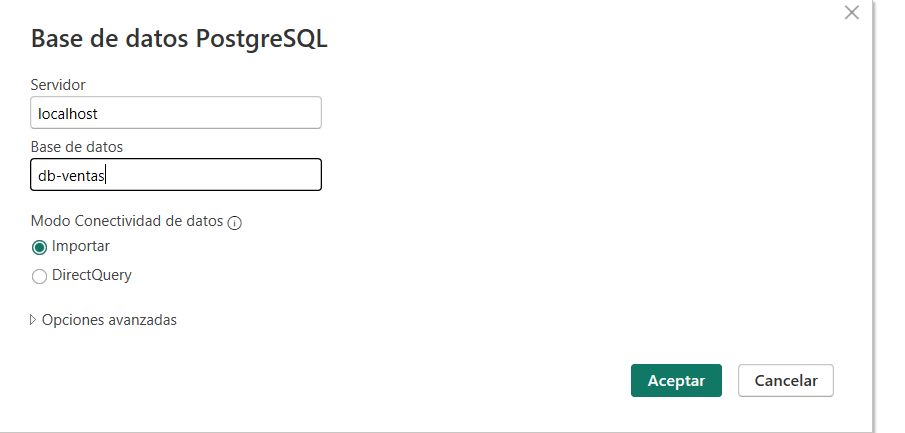 Base de datos PostgreSQL
Servidor
localhost
Base de datos
db-ventas
Modo Conectividad de datos
Importar
DirectQuery
Opciones avanzadas
Aceptar Cancelar